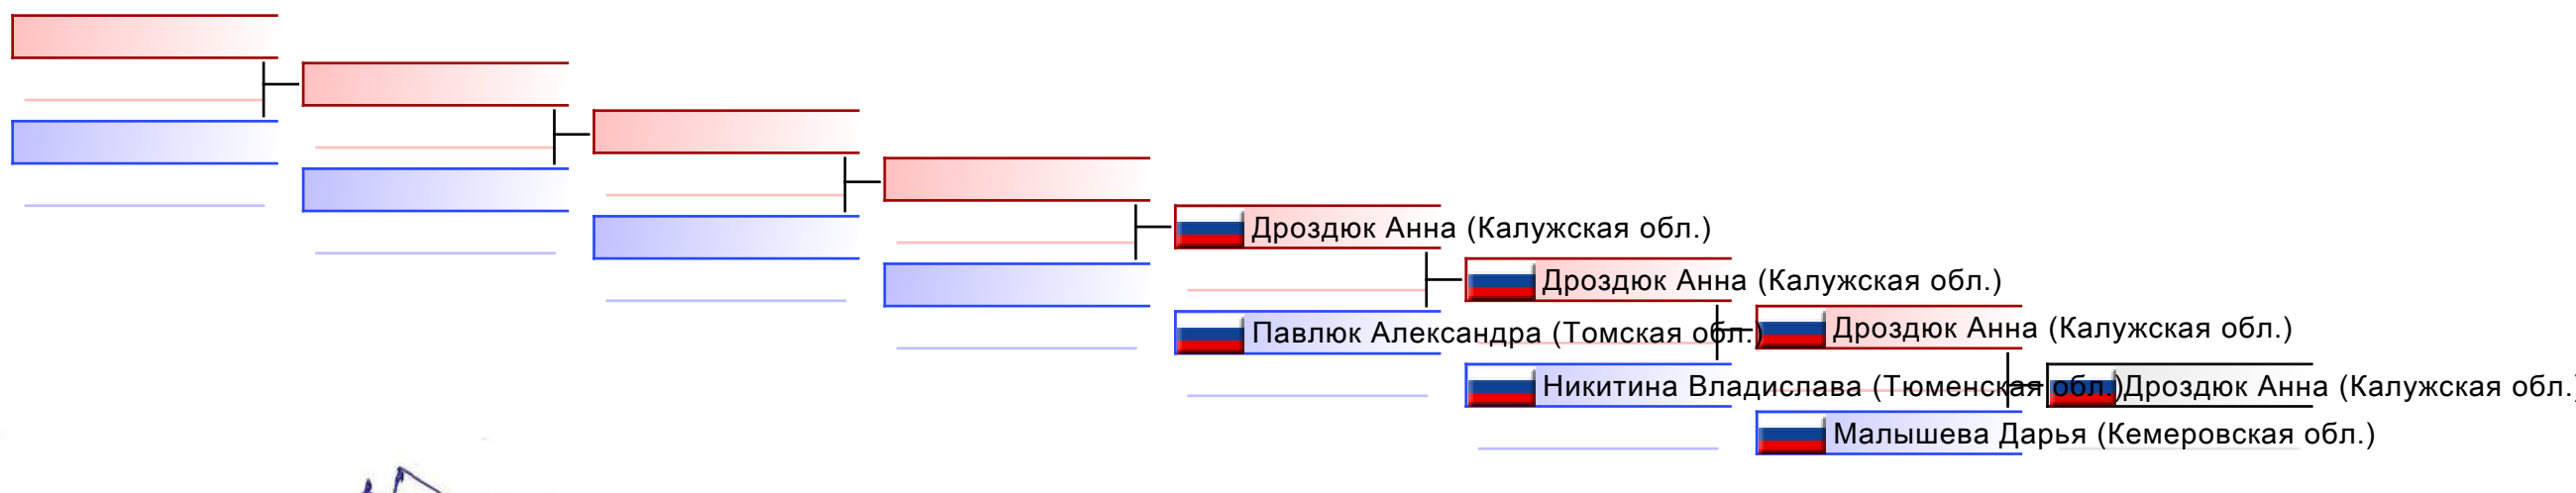 Дроздюк Анна (Калужская обл.)
Дроздюк Анна (Калужская обл.)
Павлюк Александра (Томская обл.)
Дроздюк Анна (Калужская обл.)
Никитина Владислава (Тюменская обл.)
Дроздюк Анна (Калужская обл.)
Малышева Дарья (Кемеровская обл.)